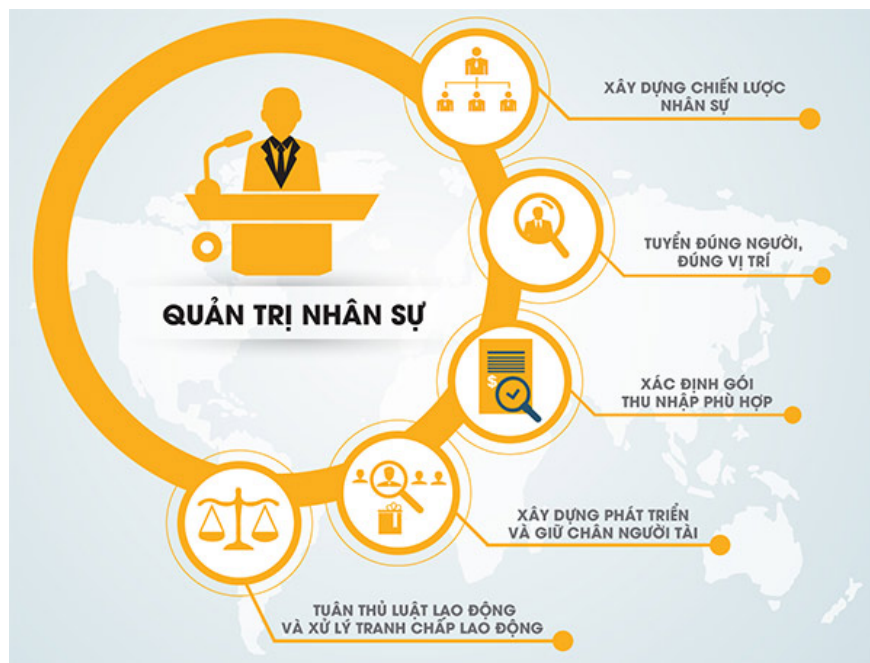 XÂY DỰNG CHIẾN LƯỢC
NHÂN SỰ
TUYỂN ĐÚNG NGƯỜI,
ĐÚNG VỊ TRÍ
QUẢN TRỊ NHÂN SỰ
$
XÁC ĐỊNH GÓI
THU NHẬP PHÙ HỢP
XÂY DỰNG PHÁT TRIỂN
VÀ GIỮ CHÂN NGƯỜI TÀI
TUÂN THỦ LUẬT LAO ĐỘNG
VÀ XỬ LÝ TRANH CHẤP LAO ĐỘNG